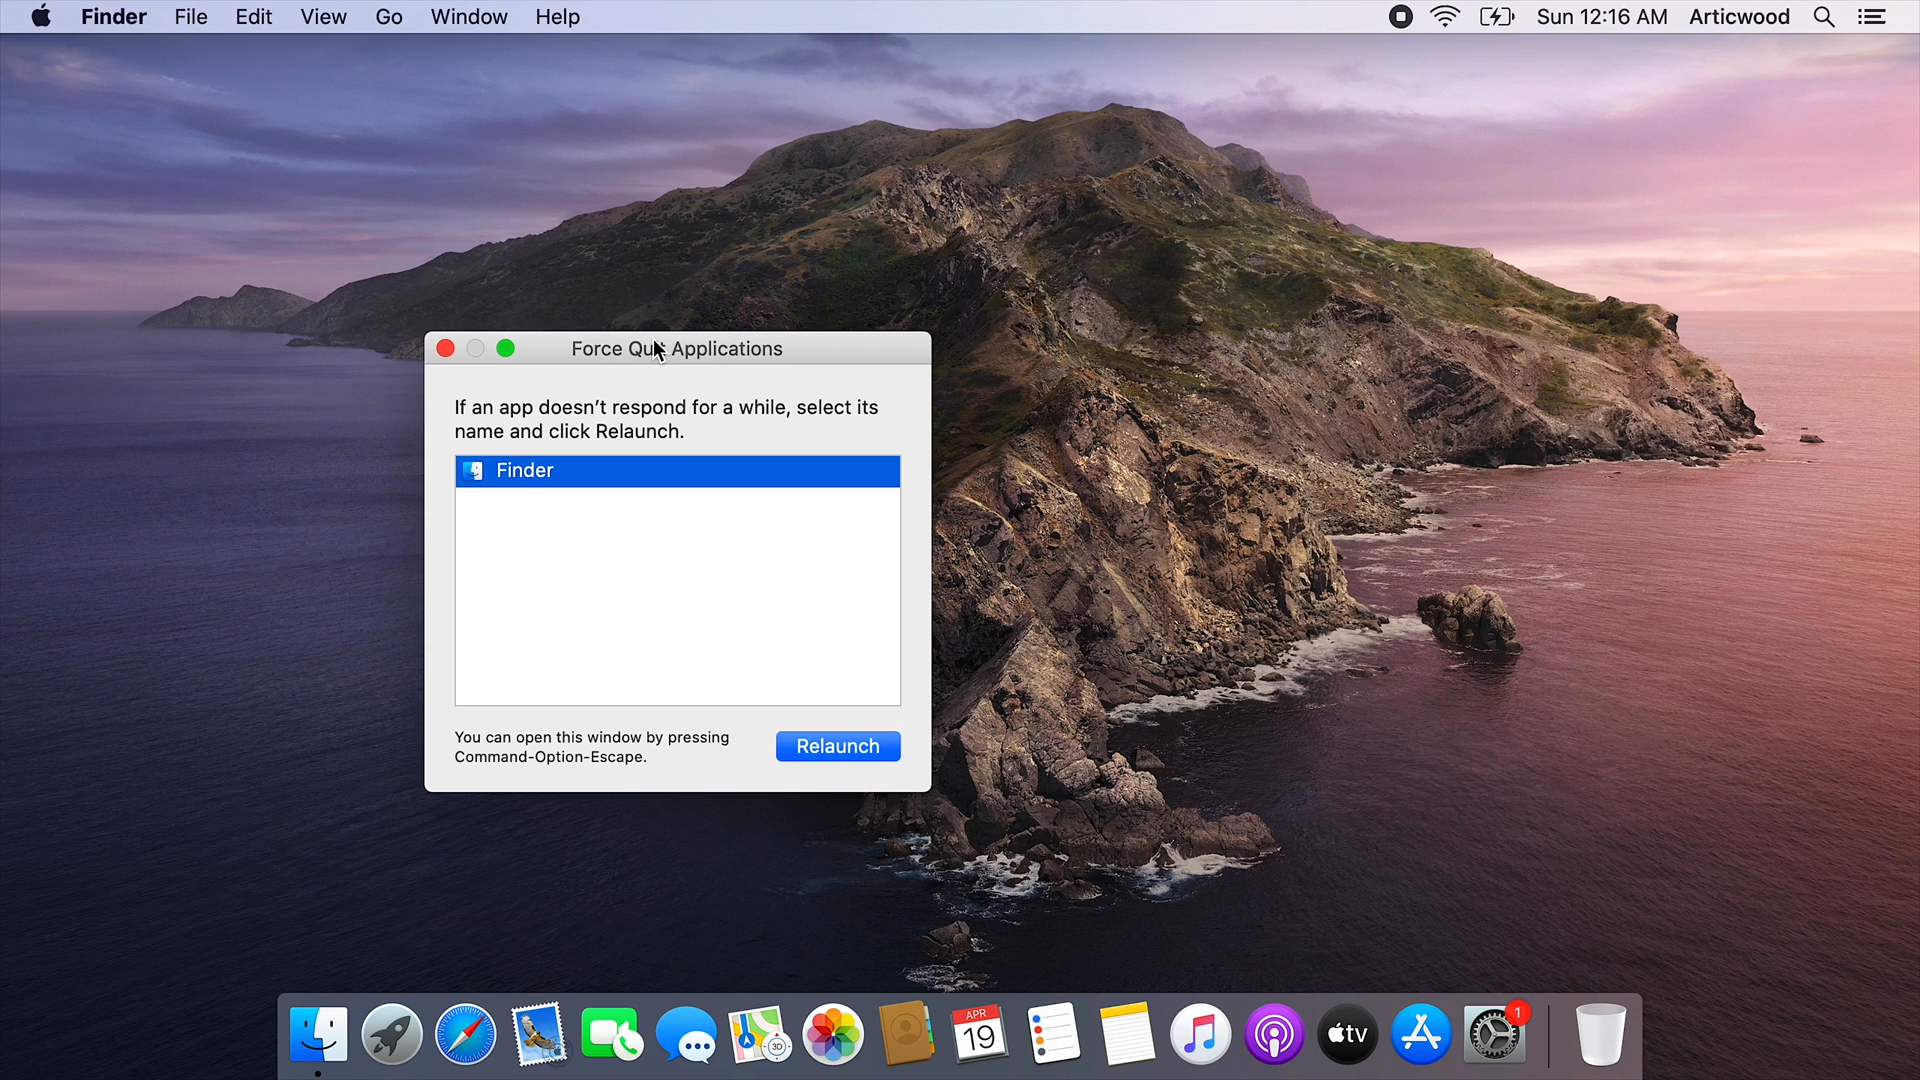 Finder File Edit View Go Window Help Sun 12:16 AM Articwood
Force Qu Applications
If an app doesn't respond for a while, select its
name and click Relaunch.
Finder
You can open this window by pressing
Command-Option-Escape.
Relaunch
3D
APR
19
tv
1